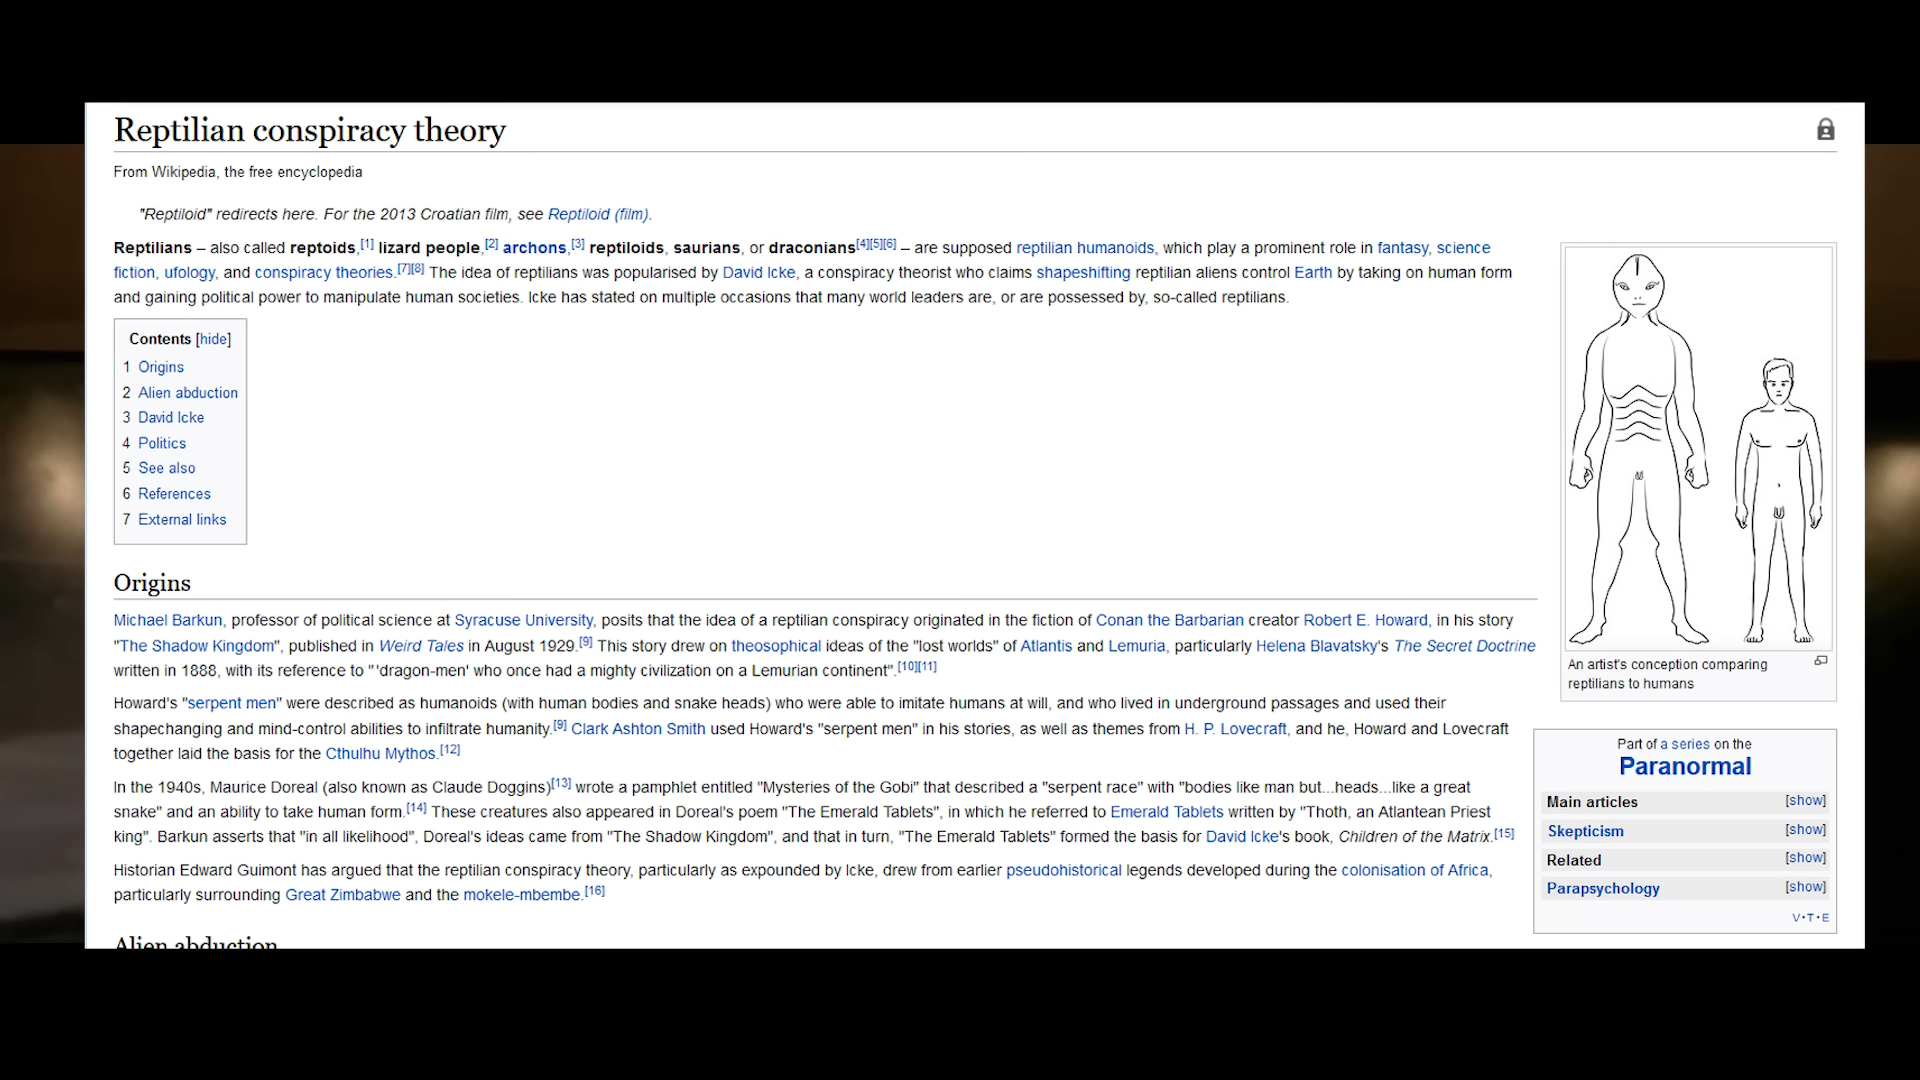 Reptilian conspiracy theory
From Wikipedia, the free encyclopedia
"Reptiloid" redirects here. For the 2013 Croatian film, see Reptiloid (film).
Reptilians – also called reptoids,[1] lizard people,[2] archons,[3] reptiloids, saurians, or draconians[4][5][6] – are supposed reptilian humanoids, which play a prominent role in fantasy, science
fiction, ufology, and conspiracy theories.[7][8] The idea of reptilians was popularised by David Icke, a conspiracy theorist who claims shapeshifting reptilian aliens control Earth by taking on human form
and gaining political power to manipulate human societies. Icke has stated on multiple occasions that many world leaders are, or are possessed by, so-called reptilians.
Contents [hide]
1 Origins
2 Alien abduction
3 David Icke
4 Politics
5 See also
6 References
7 External links
Origins
Michael Barkun, professor of political science at Syracuse University, posits that the idea of a reptilian conspiracy originated in the fiction of Conan the Barbarian creator Robert E. Howard, in his story
"The Shadow Kingdom", published in Weird Tales in August 1929.[9] This story drew on theosophical ideas of the "lost worlds" of Atlantis and Lemuria, particularly Helena Blavatsky's The Secret Doctrine
written in 1888, with its reference to "'dragon-men' who once had a mighty civilization on a Lemurian continent".[10][11]
Howard's "serpent men" were described as humanoids (with human bodies and snake heads) who were able to imitate humans at will, and who lived in underground passages and used their
shapechanging and mind-control abilities to infiltrate humanity.[9] Clark Ashton Smith used Howard's "serpent men" in his stories, as well as themes from H. P. Lovecraft, and he, Howard and Lovecraft
together laid the basis for the Cthulhu Mythos.[12]
In the 1940s, Maurice Doreal (also known as Claude Doggins)[13] wrote a pamphlet entitled "Mysteries of the Gobi" that described a "serpent race" with "bodies like man but...heads...like a great
snake" and an ability to take human form.[14] These creatures also appeared in Doreal's poem "The Emerald Tablets", in which he referred to Emerald Tablets written by "Thoth, an Atlantean Priest
king". Barkun asserts that "in all likelihood", Doreal's ideas came from "The Shadow Kingdom", and that in turn, "The Emerald Tablets" formed the basis for David Icke's book, Children of the Matrix.[15]
Historian Edward Guimont has argued that the reptilian conspiracy theory, particularly as expounded by Icke, drew from earlier pseudohistorical legends developed during the colonisation of Africa,
particularly surrounding Great Zimbabwe and the mokele-mbembe.[16]
Alien abduction
An artist's conception comparing
reptilians to humans
Part of a series on the
Paranormal
Main articles [show]
Skepticism [show]
Related [show]
Parapsychology [show]
V·T·E